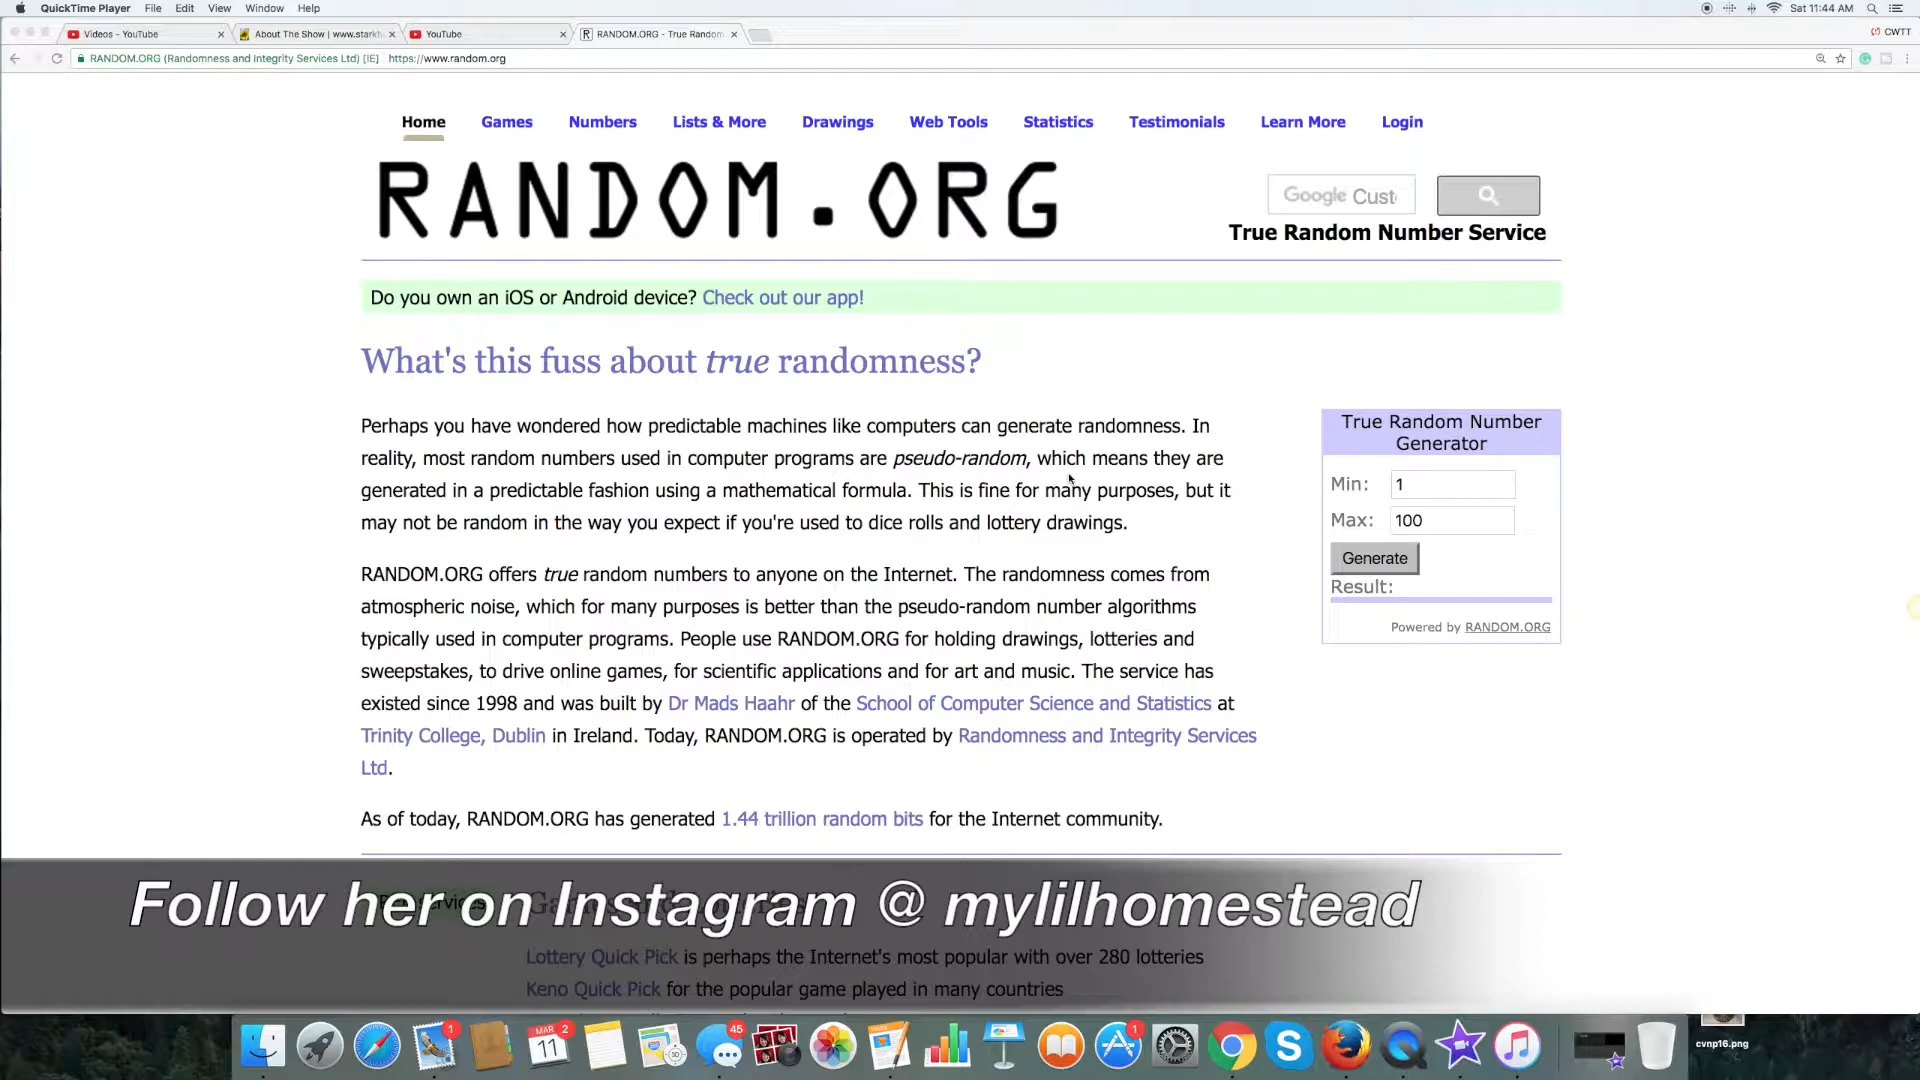 QuickTime Player File Edit View Window Help Sat 11:44 AM
Videos - YouTube About The Show | www.starkh YouTube RANDOM.ORG - True Random CWTT
RANDOM.ORG (Randomness and Integrity Services Ltd) [IE] https://www.random.org
Home Games Numbers Lists & More Drawings Web Tools Statistics Testimonials Learn More Login
RANDOM.ORG
Google Cust
True Random Number Service
Do you own an iOS or Android device? Check out our app!
What's this fuss about true randomness?
Perhaps you have wondered how predictable machines like computers can generate randomness. In
reality, most random numbers used in computer programs are pseudo-random, which means they are
generated in a predictable fashion using a mathematical formula. This is fine for many purposes, but it
may not be random in the way you expect if you're used to dice rolls and lottery drawings.
RANDOM.ORG offers true random numbers to anyone on the Internet. The randomness comes from
atmospheric noise, which for many purposes is better than the pseudo-random number algorithms
typically used in computer programs. People use RANDOM.ORG for holding drawings, lotteries and
sweepstakes, to drive online games, for scientific applications and for art and music. The service has
existed since 1998 and was built by Dr Mads Haahr of the School of Computer Science and Statistics at
Trinity College, Dublin in Ireland. Today, RANDOM.ORG is operated by Randomness and Integrity Services
Ltd.
As of today, RANDOM.ORG has generated 1.44 trillion random bits for the Internet community.
True Random Number
Generator
Min: 1
Max: 100
Generate
Result:
Powered by RANDOM.ORG
Follow her on Instagram @ mylilhomestead
Lottery Quick Pick is perhaps the Internet's most popular with over 280 lotteries
Keno Quick Pick for the popular game played in many countries
1
MAR 2
11
45
1
cvnp16.png